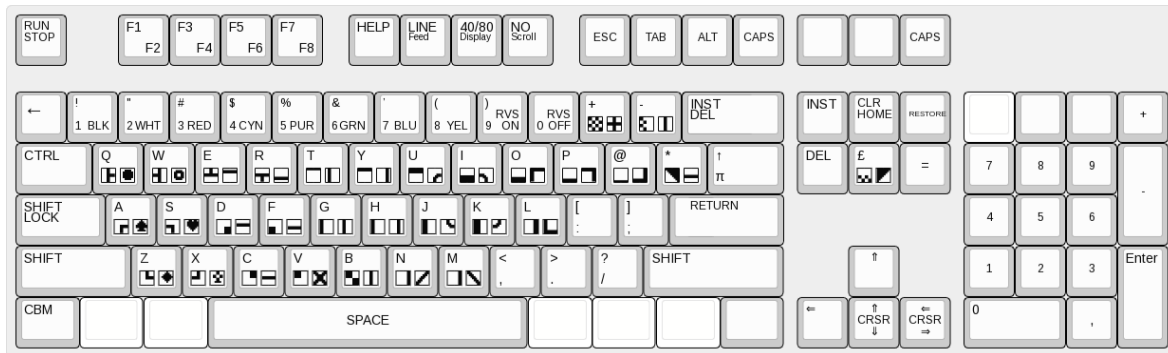 RUN
STOP
F1
F2
F3
F4
F5
F6
F7
F8
HELP
LINE
Feed
40/80
Display
NO
Scroll
ESC
TAB
ALT
CAPS
CAPS
←
!
1 BLK
"
2 WHT
#
3 RED
$
4 CYN
%
5 PUR
&
6 GRN
'
7 BLU
(
8 YEL
)
9 RVS
ON
0 RVS
OFF
+
-
INST
DEL
INST
CLR
HOME
RESTORE
+
CTRL
Q
W
E
R
T
Y
U
I
O
P
@
*
↑
π
DEL
£
=
7
8
9
-
SHIFT
LOCK
A
S
D
F
G
H
J
K
L
[
:
]
;
RETURN
4
5
6
SHIFT
Z
X
C
V
B
N
M
<
,
>
.
?
/
SHIFT
⇑
1
2
3
Enter
CBM
SPACE
⇐
⇑
CRSR
⇓
⇐
CRSR
⇒
0
,